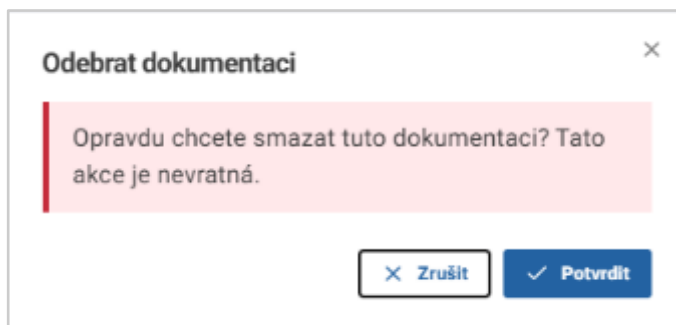 Odebrat dokumentaci
Opravdu chcete smazat tuto dokumentaci? Tato
akce je nevratná.
Zrušit
Potvrdit